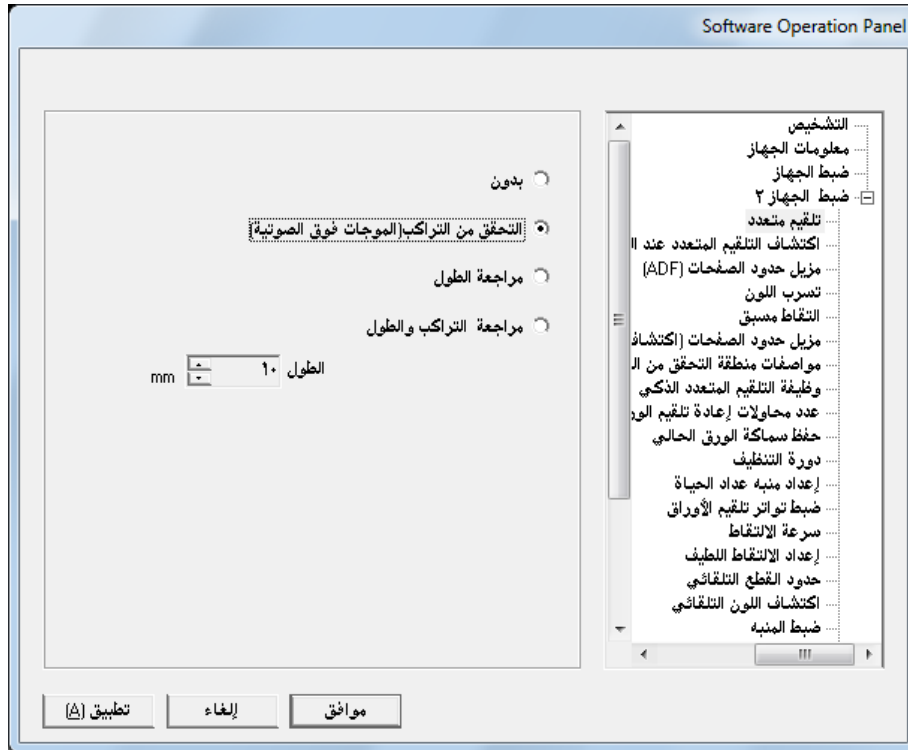 Software Operation Panel
التشخيص
معلومات الجهاز
ضبط الجهاز
ضبط الجهاز ٢
تلقيم متعدد
اكتشاف التلقيم المتعدد عند ا
مزيل حدود الصفحات (ADF)
تسرب اللون
التقاط مسبق
مزيل حدود الصفحات (اكتشاف
مواصفات منطقة التحقق من ال
وظيفة التلقيم المتعدد الذكي
عدد محاولات إعادة تلقيم الور
حفظ سماكة الورق الحالي
دورة التنظيف
إعداد منبه عداد الحياة
ضبط تواتر تلقيم الأوراق
سرعة الالتقاط
إعداد الالتقاط اللطيف
حدود القطع التلقائي
اكتشاف اللون التلقائي
ضبط المنبه
بدون
التحقق من التراكب(الموجات فوق الصوتية)
مراجعة الطول
مراجعة التراكب والطول
الطول ١٠ mm
موافق
إلغاء
تطبيق (A)